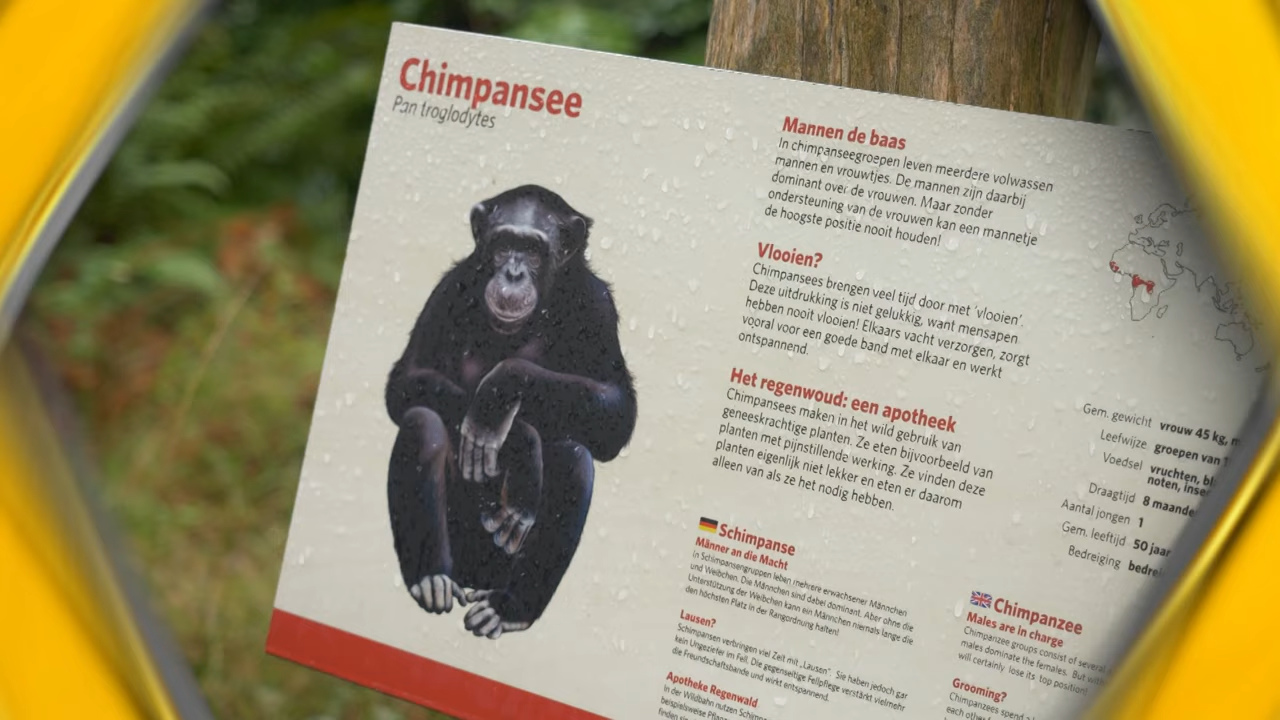 Chimpansee
Pan troglodytes
Mannen de baas
In chimpanseegroepen leven meerdere volwassen
mannen en vrouwtjes. De mannen zijn daarbij
dominant over de vrouwen. Maar zonder
ondersteuning van de vrouwen kan een mannetje
de hoogste positie nooit houden!
Vlooien?
Chimpansees brengen veel tijd door met 'vlooien'.
Deze uitdrukking is niet gelukkig, want mensapen
hebben nooit vlooien! Elkaars vacht verzorgen, zorgt
vooral voor een goede band met elkaar en werkt
ontspannend.
Het regenwoud: een apotheek
Chimpansees maken in het wild gebruik van
geneeskrachtige planten. Ze eten bijvoorbeeld van
planten met pijnstillende werking. Ze vinden deze
planten eigenlijk niet lekker en eten er daarom
alleen van als ze het nodig hebben.
Gem. gewicht vrouw 45 kg,
Leefwijze groepen van
Voedsel vruchten,
noten,
Draagtijd 8
Aantal jongen 1
Gem. leeftijd 50 jaar
Bedreiging
Schimpanse
Männer an die Macht
In Schimpansengruppen leben mehrere erwachsener Männchen
und Weibchen. Die Männchen sind dabei dominant. Aber ohne die
Unterstützung der Weibchen kann ein Männchen niemals lange die
den höchsten Platz in der Rangordnung halten!
Lausen?
Schimpansen verbringen viel Zeit mit „Lausen". Sie haben jedoch gar
kein Ungeziefer im Fell. Die gegenseitige Fellpflege verstärkt vielmehr
die Freundschaftsbande und wirkt entspannend.
Apotheke Regenwald
In der Wildbahn nutzen
beispielsweise
Chimpanzee
Males are in charge
Chimpanzee groups consist of several
males dominate the females. But
will certainly lose its top position!
Grooming?
Chimpanzees spend
each other